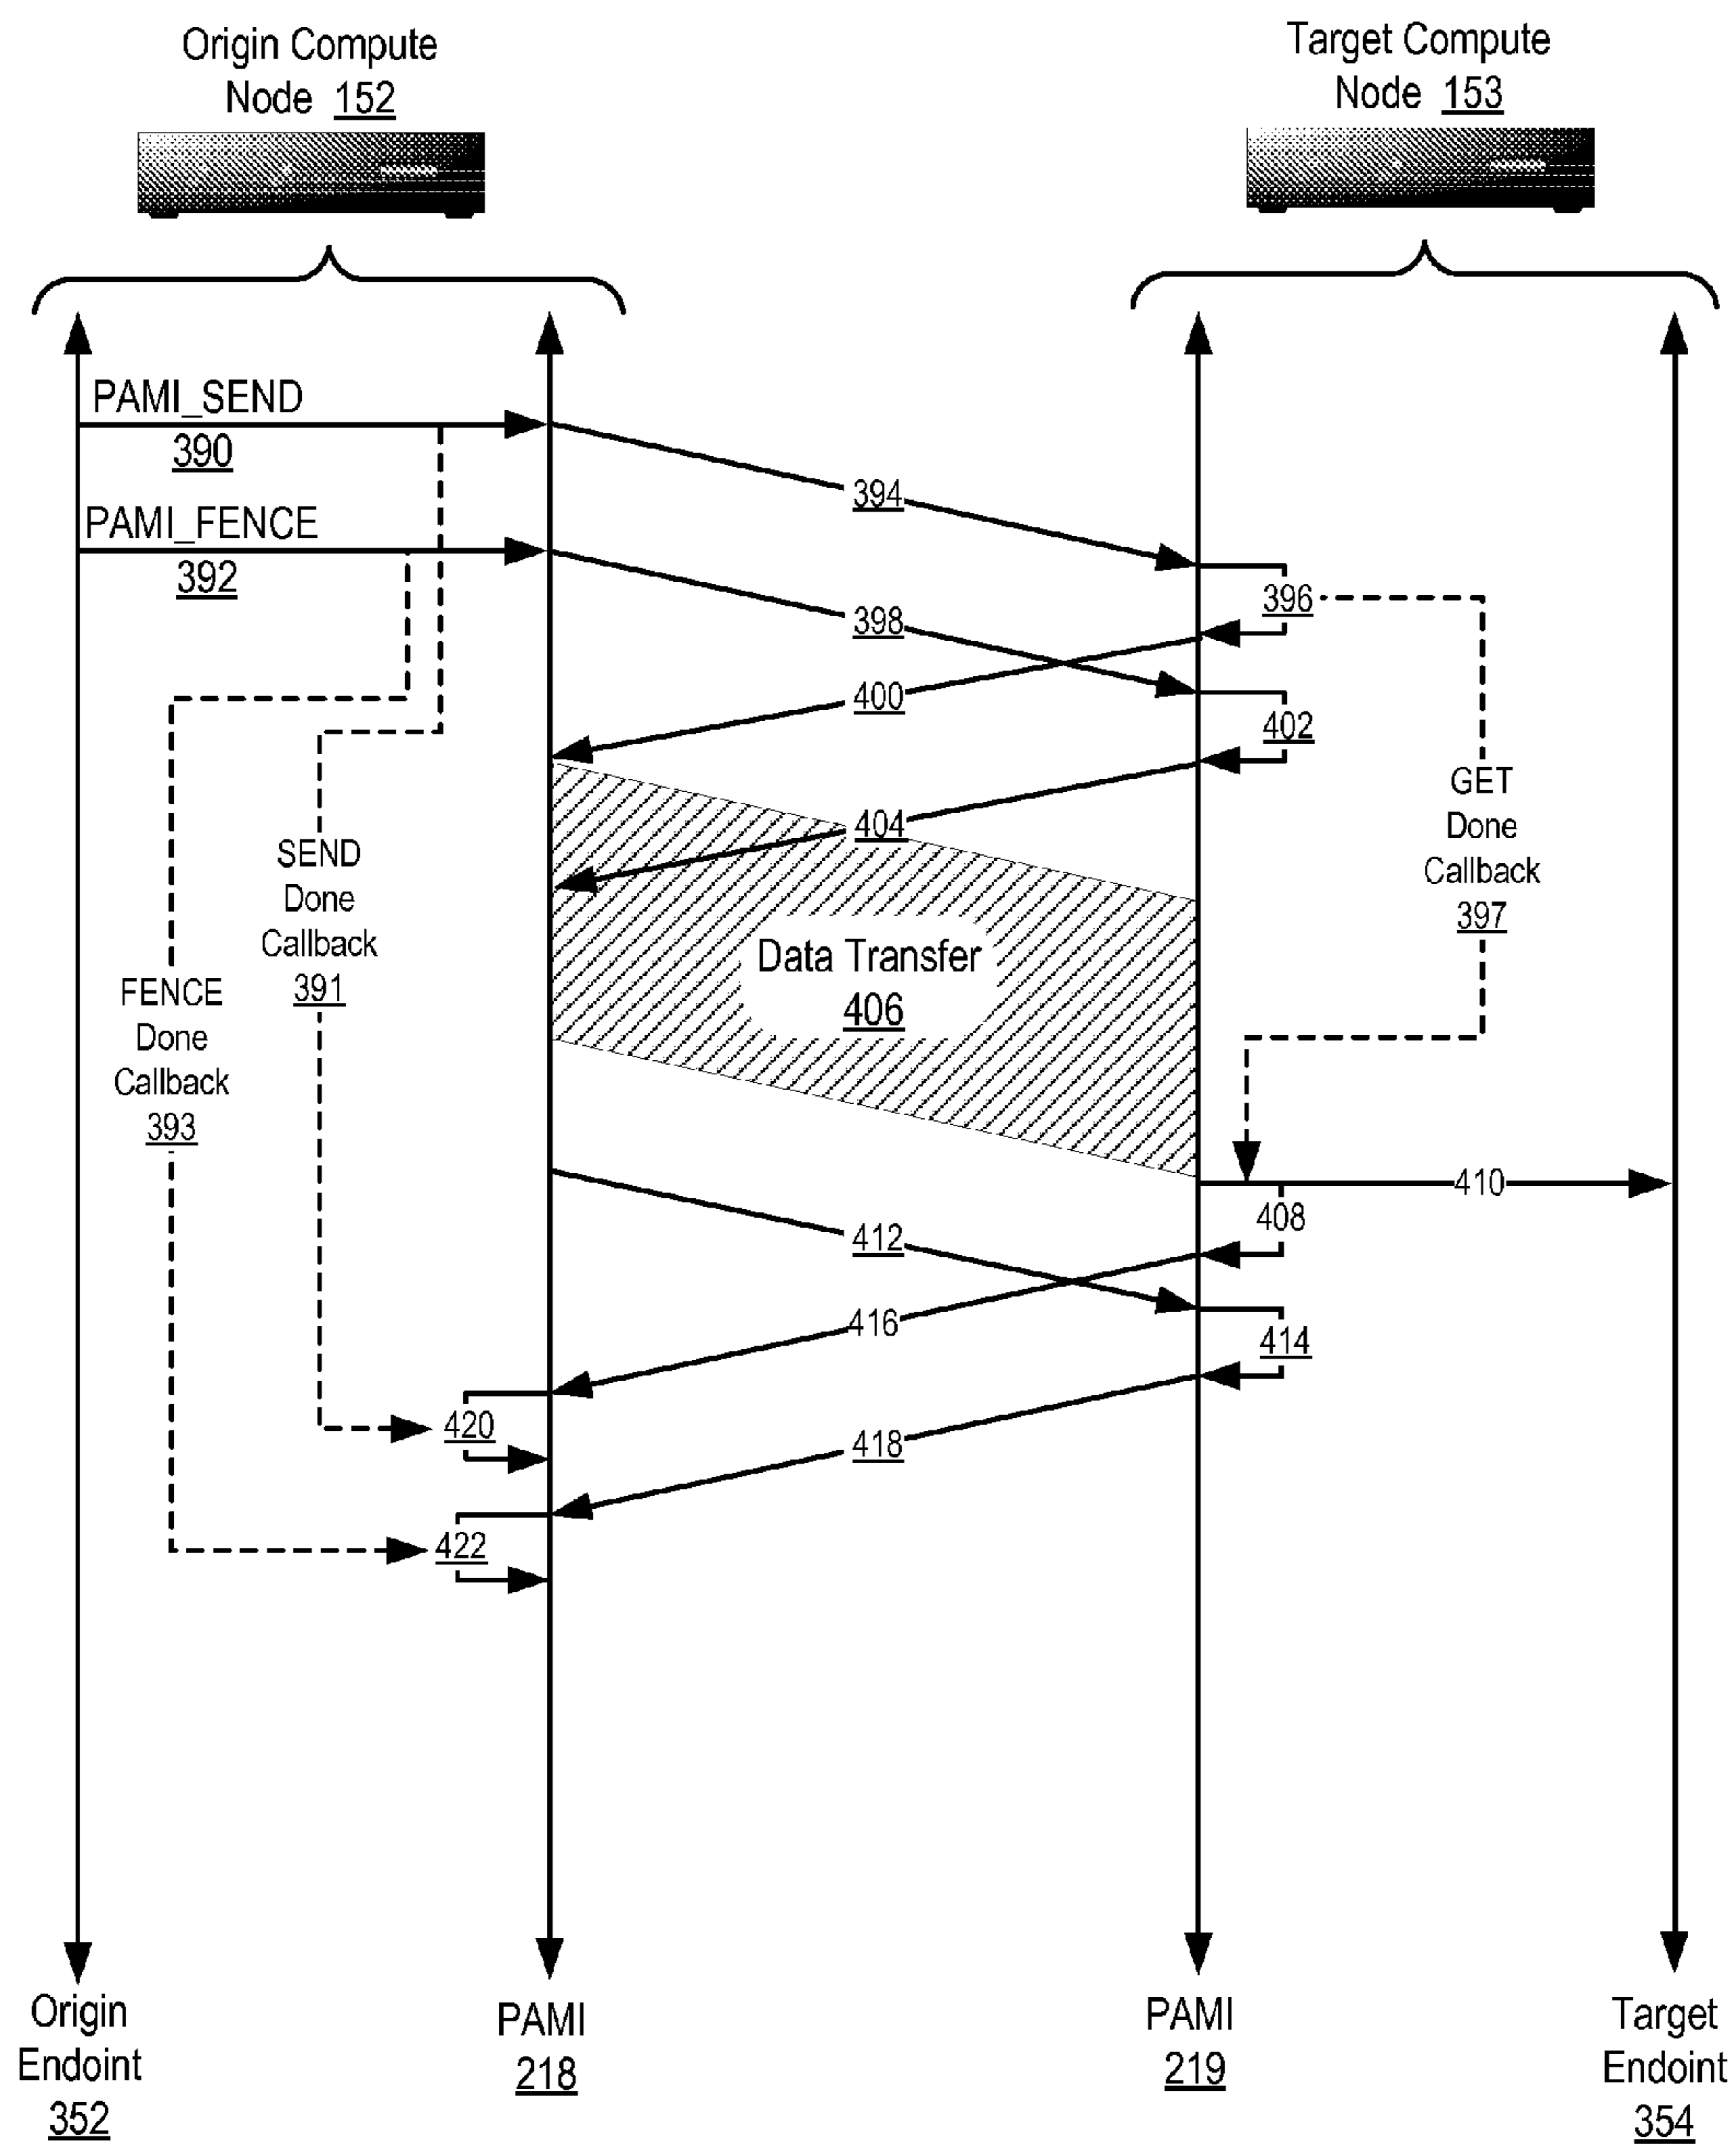 Origin Compute
Node 152
Target Compute
Node 153
PAMI_SEND
390
PAMI_FENCE
392
394
396
398
400
402
404
GET
Done
Callback
397
SEND
Done
Callback
391
Data Transfer
406
FENCE
Done
Callback
393
410
408
412
416
414
420
418
422
Origin
Endoint
352
PAMI
218
PAMI
219
Target
Endoint
354